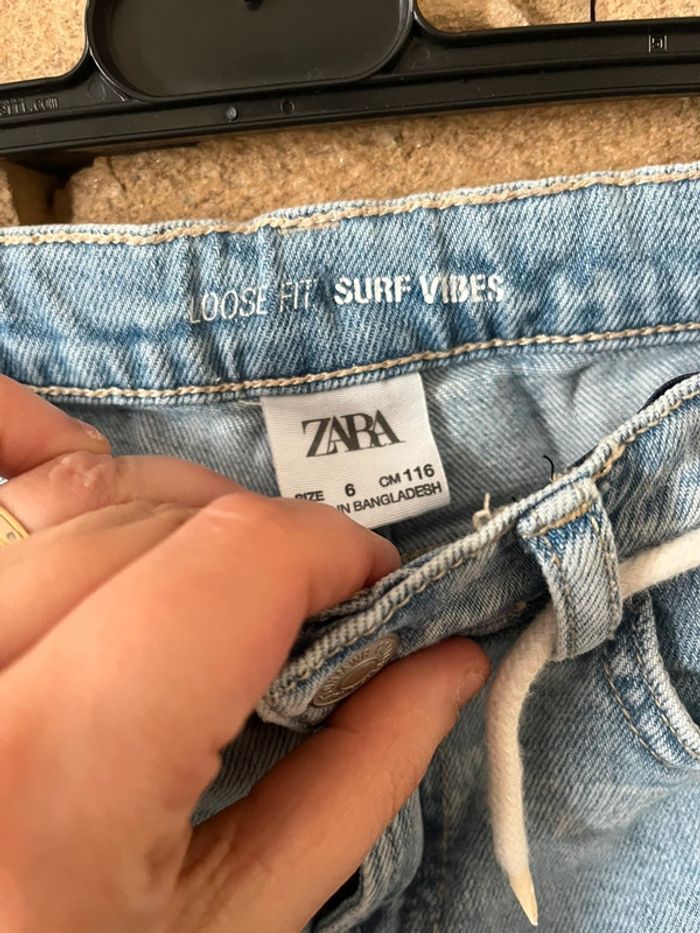 LOOSE FIT SURF VIBES
ZARA
SIZE 6 CM 116
IN BANGLADESH